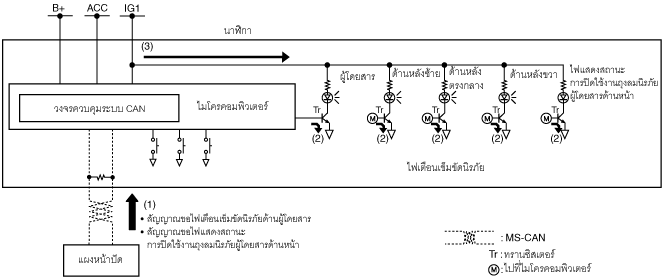 B+
ACC
IG1
นาฬิกา
(3)
ผู้โดยสาร
ด้านหลังซ้าย
ด้านหลัง
ตรงกลาง
ด้านหลังขวา
ไฟแสดงสถานะ
การปิดใช้งานถุงลมนิรภัย
ผู้โดยสารด้านหน้า
วงจรควบคุมระบบ CAN
ไมโครคอมพิวเตอร์
Tr
Tr
Tr
Tr
Tr
M
M
M
M
(2)
(2)
(2)
(2)
(2)
ไฟเตือนเข็มขัดนิรภัย
(1)
• สัญญาณขอไฟเตือนเข็มขัดนิรภัยด้านผู้โดยสาร
• สัญญาณขอไฟแสดงสถานะ
การปิดใช้งานถุงลมนิรภัยผู้โดยสารด้านหน้า
แผงหน้าปัด
: MS-CAN
Tr : ทรานซิสเตอร์
M : ไปที่ไมโครคอมพิวเตอร์